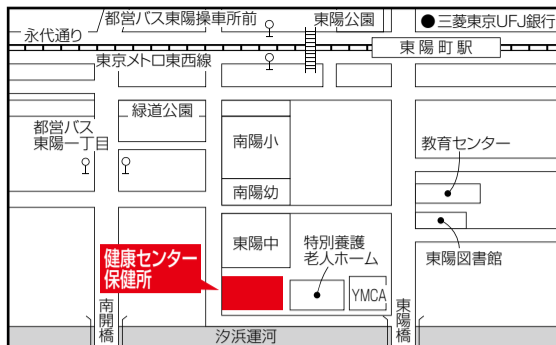 都営バス東陽操車所前
東陽公園
●三菱東京UFJ銀行
永代通り
東陽町駅
東京メトロ東西線
緑道公園
都営バス
東陽一丁目
南陽小
教育センター
南陽幼
東陽中
特別養護
老人ホーム
東陽図書館
健康センター
保健所
YMCA
南開橋
東陽橋
汐浜運河